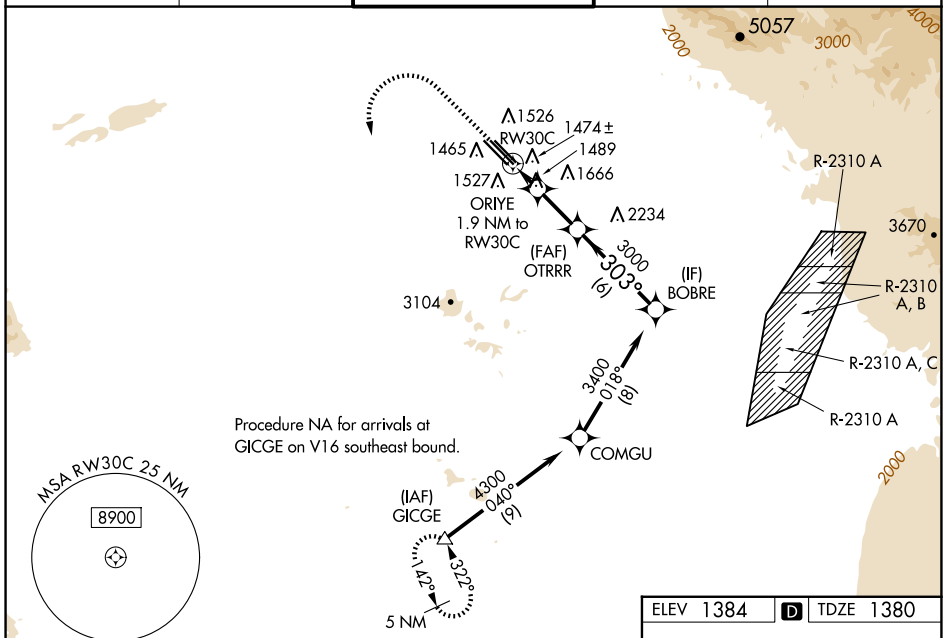 5057
2000
3000
4000
1526
RW30C
1474±
1489
1465
1527
1666
ORIYE
1.9 NM to
RW30C
2234
(FAF)
OTRRR
3000
303°
(6)
(IF)
BOBRE
R-2310 A
3670
R-2310
A, B
R-2310 A, C
R-2310 A
3104
3400
018°
(8)
Procedure NA for arrivals at
GICGE on V16 southeast bound.
COMGU
2000
(IAF)
GICGE
4300
040°
(9)
MSA RW30C 25 NM
8900
142°
322°
5 NM
ELEV 1384 D TDZE 1380